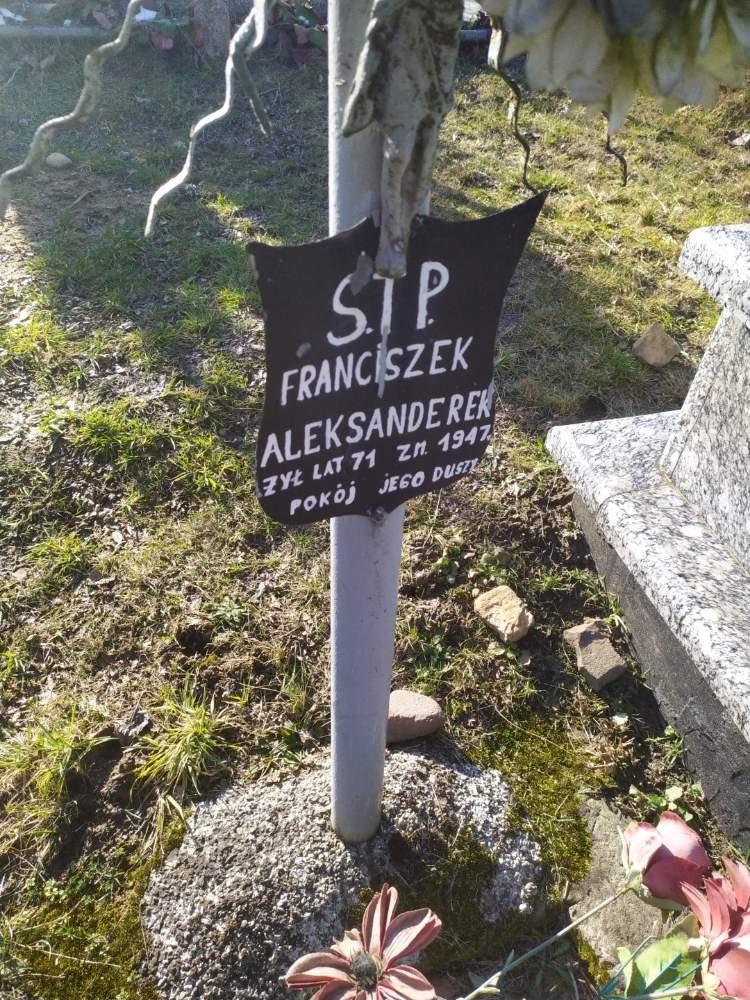 S. P.
FRANCISZEK
ALEKSANDEREK
ŻYŁ LAT 71 ZM. 1947.
POKÓJ JEGO DUSZY